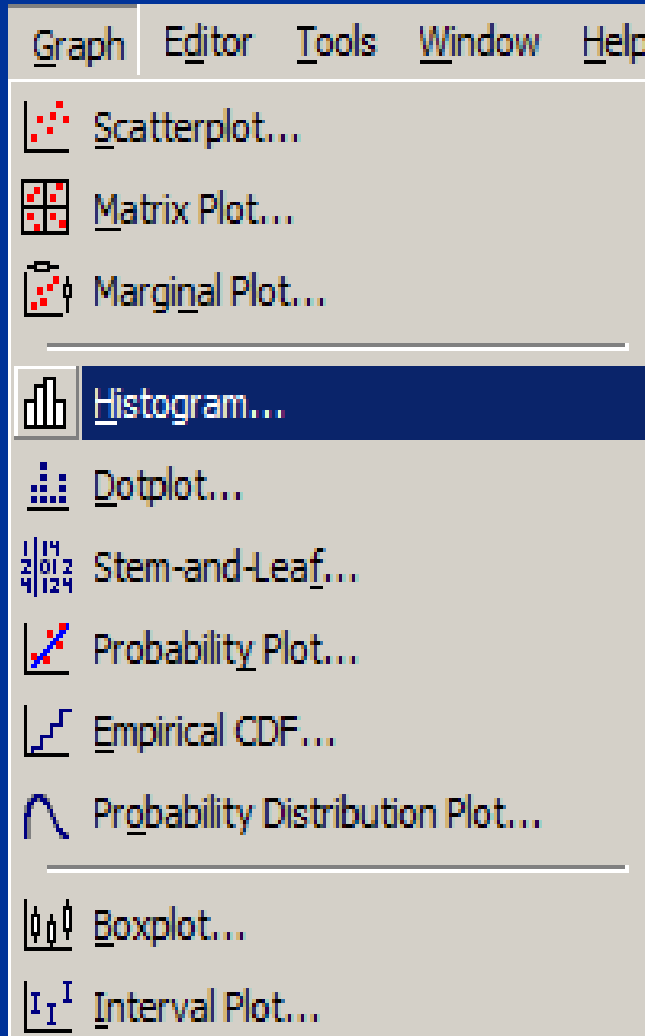 Graph Editor Tools Window Help
Scatterplot...
Matrix Plot...
Marginal Plot...
Histogram...
Dotplot...
Stem-and-Leaf...
Probability Plot...
Empirical CDF...
Probability Distribution Plot...
Boxplot...
Interval Plot...